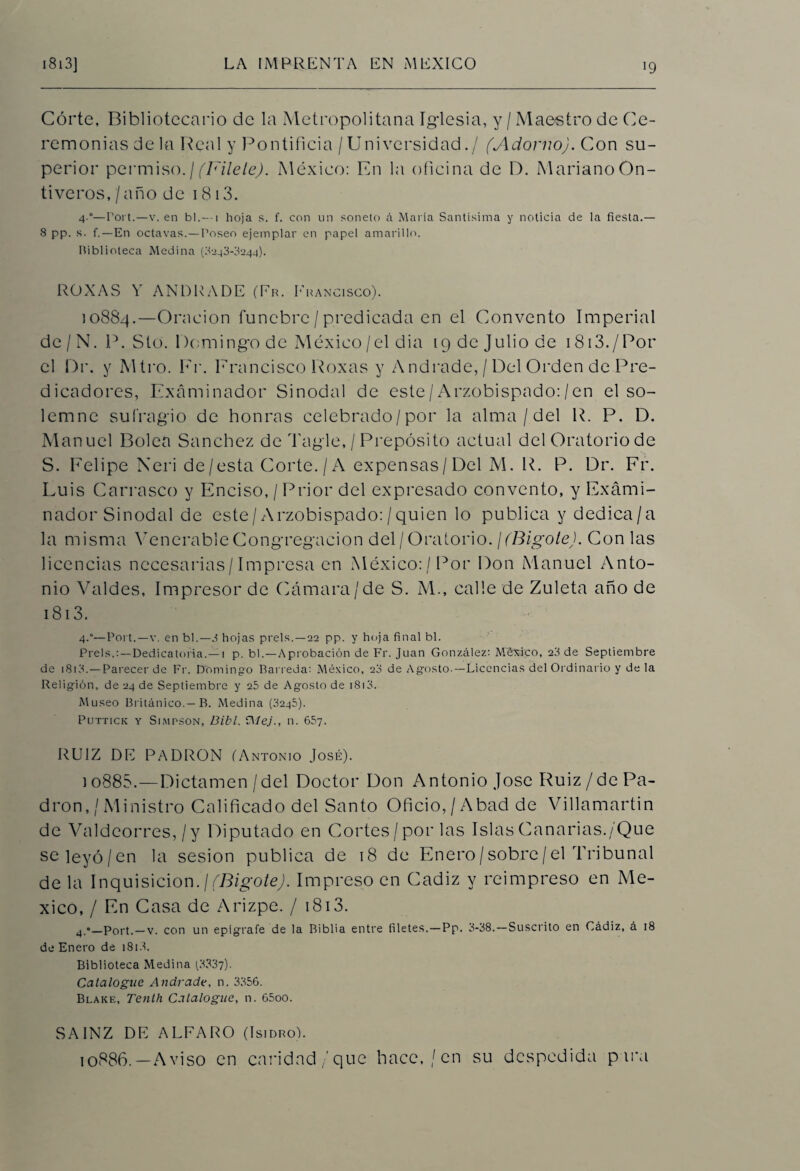 1813] LA IMPRENTA EN MEXICO 19
Córte, Bibliotecario de la Metropolitana Iglesia, y / Maestro de Ce-
remonias de la Real y Pontificia / Universidad. / (Adorno). Con su-
perior permiso. / (Filete). México: En la oficina de D. Mariano On-
tiveros, / año de 1813.
4.°—Port.—v. en bl.—1 hoja s. f. con un soneto á María Santísima y noticia de la fiesta.—
8 pp. s. f.—En octavas.—Poseo ejemplar en papel amarillo.
Biblioteca Medina (3243-3244).
ROXAS Y ANDRADE (Fr. Francisco).
10884.—Oracion funebre / predicada en el Convento Imperial
de / N. P. Sto. Domingo de México / el dia 19 de Julio de 1813. / Por
el Dr. y Mtro. Fr. Francisco Roxas y Andrade, / Del Orden de Pre-
dicadores, Exâminador Sinodal de este / Arzobispado: / en el so-
lemne sufragio de honras celebrado / por la alma / del R. P. D.
Manuel Bolea Sanchez de Tagle, / Prepósito actual del Oratorio de
S. Felipe Neri de / esta Corte. / A expensas / Del M. R. P. Dr. Fr.
Luis Carrasco y Enciso, / Prior del expresado convento, y Exâmi-
nador Sinodal de este / Arzobispado: / quien lo publica y dedica / a
la misma Venerable Congregacion del / Oratorio. / (Bigote). Con las
licencias necesarias / Impresa en México: / Por Don Manuel Anto-
nio Valdes, Impresor de Cámara / de S. M., calle de Zuleta año de
1813.
4.°—Port.—v. en bl.—3 hojas prels.—22 pp. y hoja final bl.
Prels.:—Dedicatoria.—1 p. bl.—Aprobación de Fr. Juan González: México, 23 de Septiembre
de 1813.—Parecer de Fr. Domingo Barreda: México, 23 de Agosto.—Licencias del Ordinario y de la
Religión, de 24 de Septiembre y 25 de Agosto de 1813.
Museo Británico.—B. Medina (3245).
Puttick y Simpson, Bibl. Mej., n. 657.
RUIZ DE PADRON (Antonio José).
10885.—Dictamen / del Doctor Don Antonio Jose Ruiz / de Pa-
dron, / Ministro Calificado del Santo Oficio, / Abad de Villamartin
de Valdeorres, / y Diputado en Cortes / por las Islas Canarias. / Que
se leyó / en la sesion publica de 18 de Enero / sobre / el Tribunal
de la Inquisicion. / (Bigote). Impreso en Cadiz y reimpreso en Me-
xico, / En Casa de Arizpe. / 1813.
4.°—Port.—v. con un epígrafe de la Biblia entre filetes.—Pp. 3-38.—Suscrito en Cádiz, á 18
de Enero de 1813.
Biblioteca Medina (3337).
Catalogue Andrade, n. 3356.
Blake, Tenth Catalogue, n. 6500.
SAINZ DE ALFARO (Isidro).
10886.—Aviso en caridad / que hace, / en su despedida para